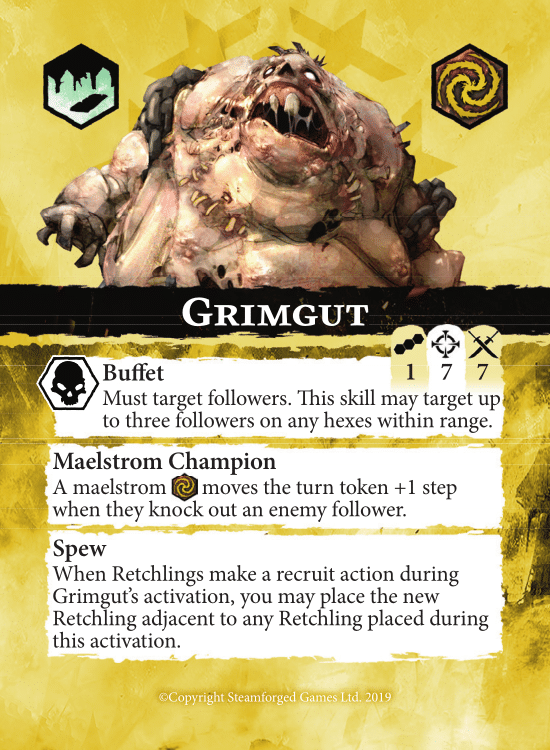 GRIMGUT
1 7 7
Buffet
Must target followers. This skill may target up
to three followers on any hexes within range.
Maelstrom Champion
A maelstrom moves the turn token +1 step
when they knock out an enemy follower.
Spew
When Retchlings make a recruit action during
Grimgut's activation, you may place the new
Retchling adjacent to any Retchling placed during
this activation.
©Copyright Steamforged Games Ltd. 2019